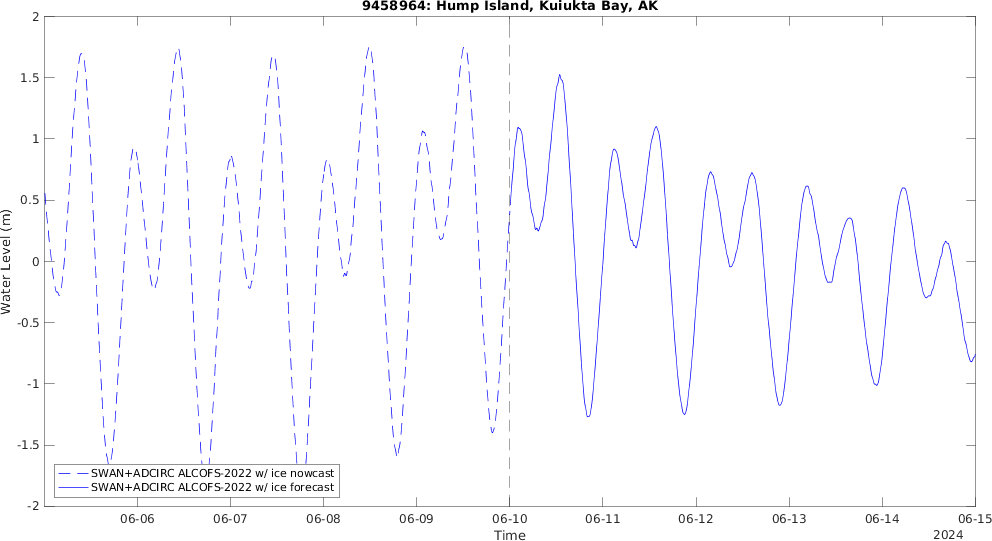 9458964: Hump Island, Kuiukta Bay, AK
Water Level (m)
2
1.5
1
0.5
0
-0.5
-1
-1.5
-2
SWAN+ADCIRC ALCOFS-2022 w/ ice nowcast
SWAN+ADCIRC ALCOFS-2022 w/ ice forecast
06-06 06-07 06-08 06-09 06-10 06-11 06-12 06-13 06-14 06-15
Time
2024